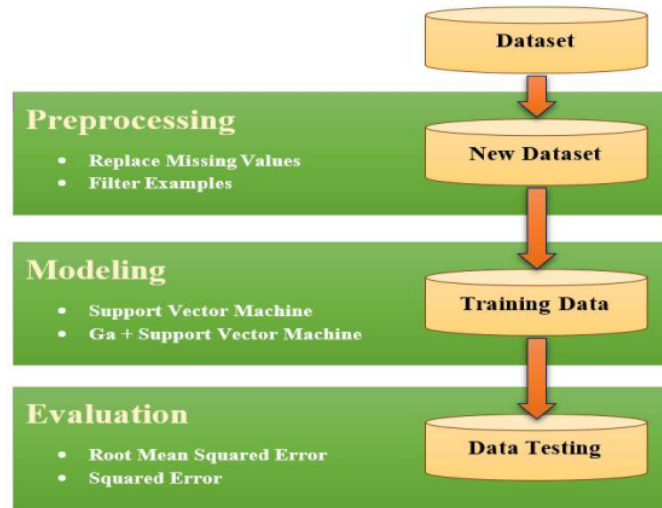 Dataset
Preprocessing
• Replace Missing Values
• Filter Examples
New Dataset
Modeling
• Support Vector Machine
• Ga + Support Vector Machine
Training Data
Evaluation
• Root Mean Squared Error
• Squared Error
Data Testing